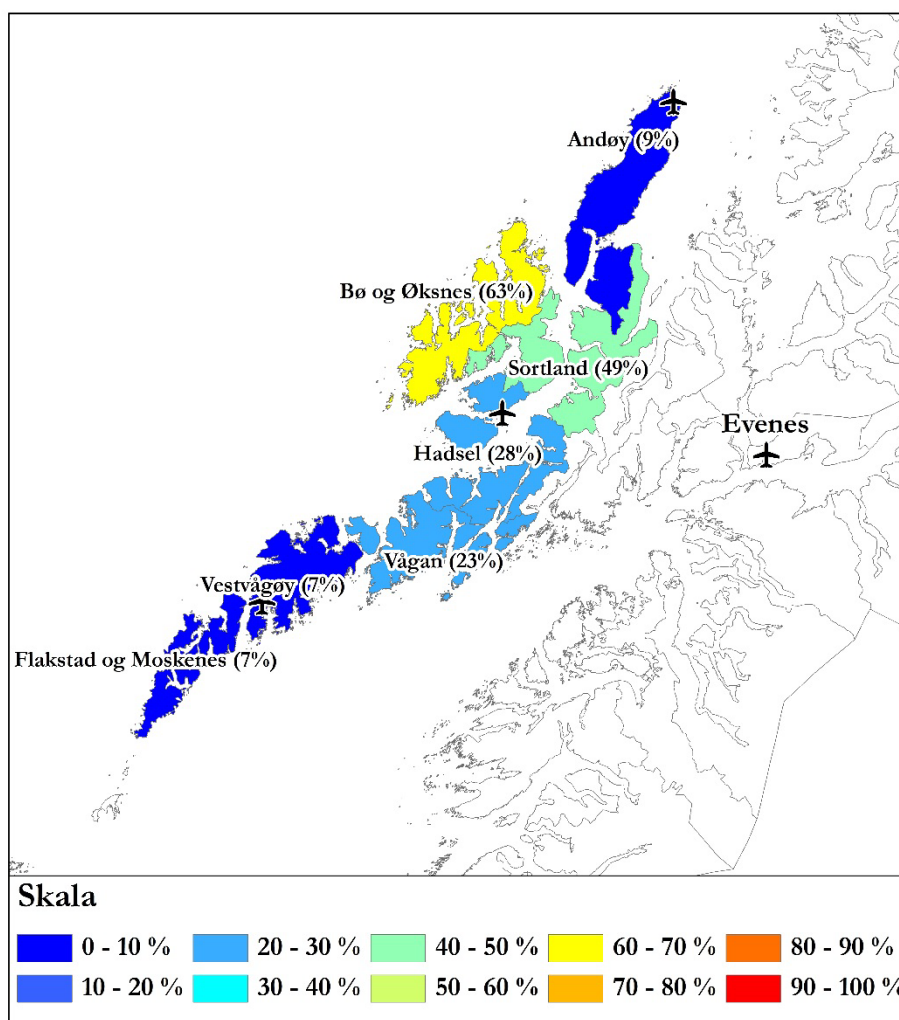 Andøy (9%)
Bø og Øksnes (63%)
Sortland (49%)
Evenes
Hadsel (28%)
Vågan (23%)
Vestvågøy (7%)
Flakstad og Moskenes (7%)
Skala
0 - 10 % 20 - 30 % 40 - 50 % 60 - 70 % 80 - 90 %
10 - 20 % 30 - 40 % 50 - 60 % 70 - 80 % 90 - 100 %